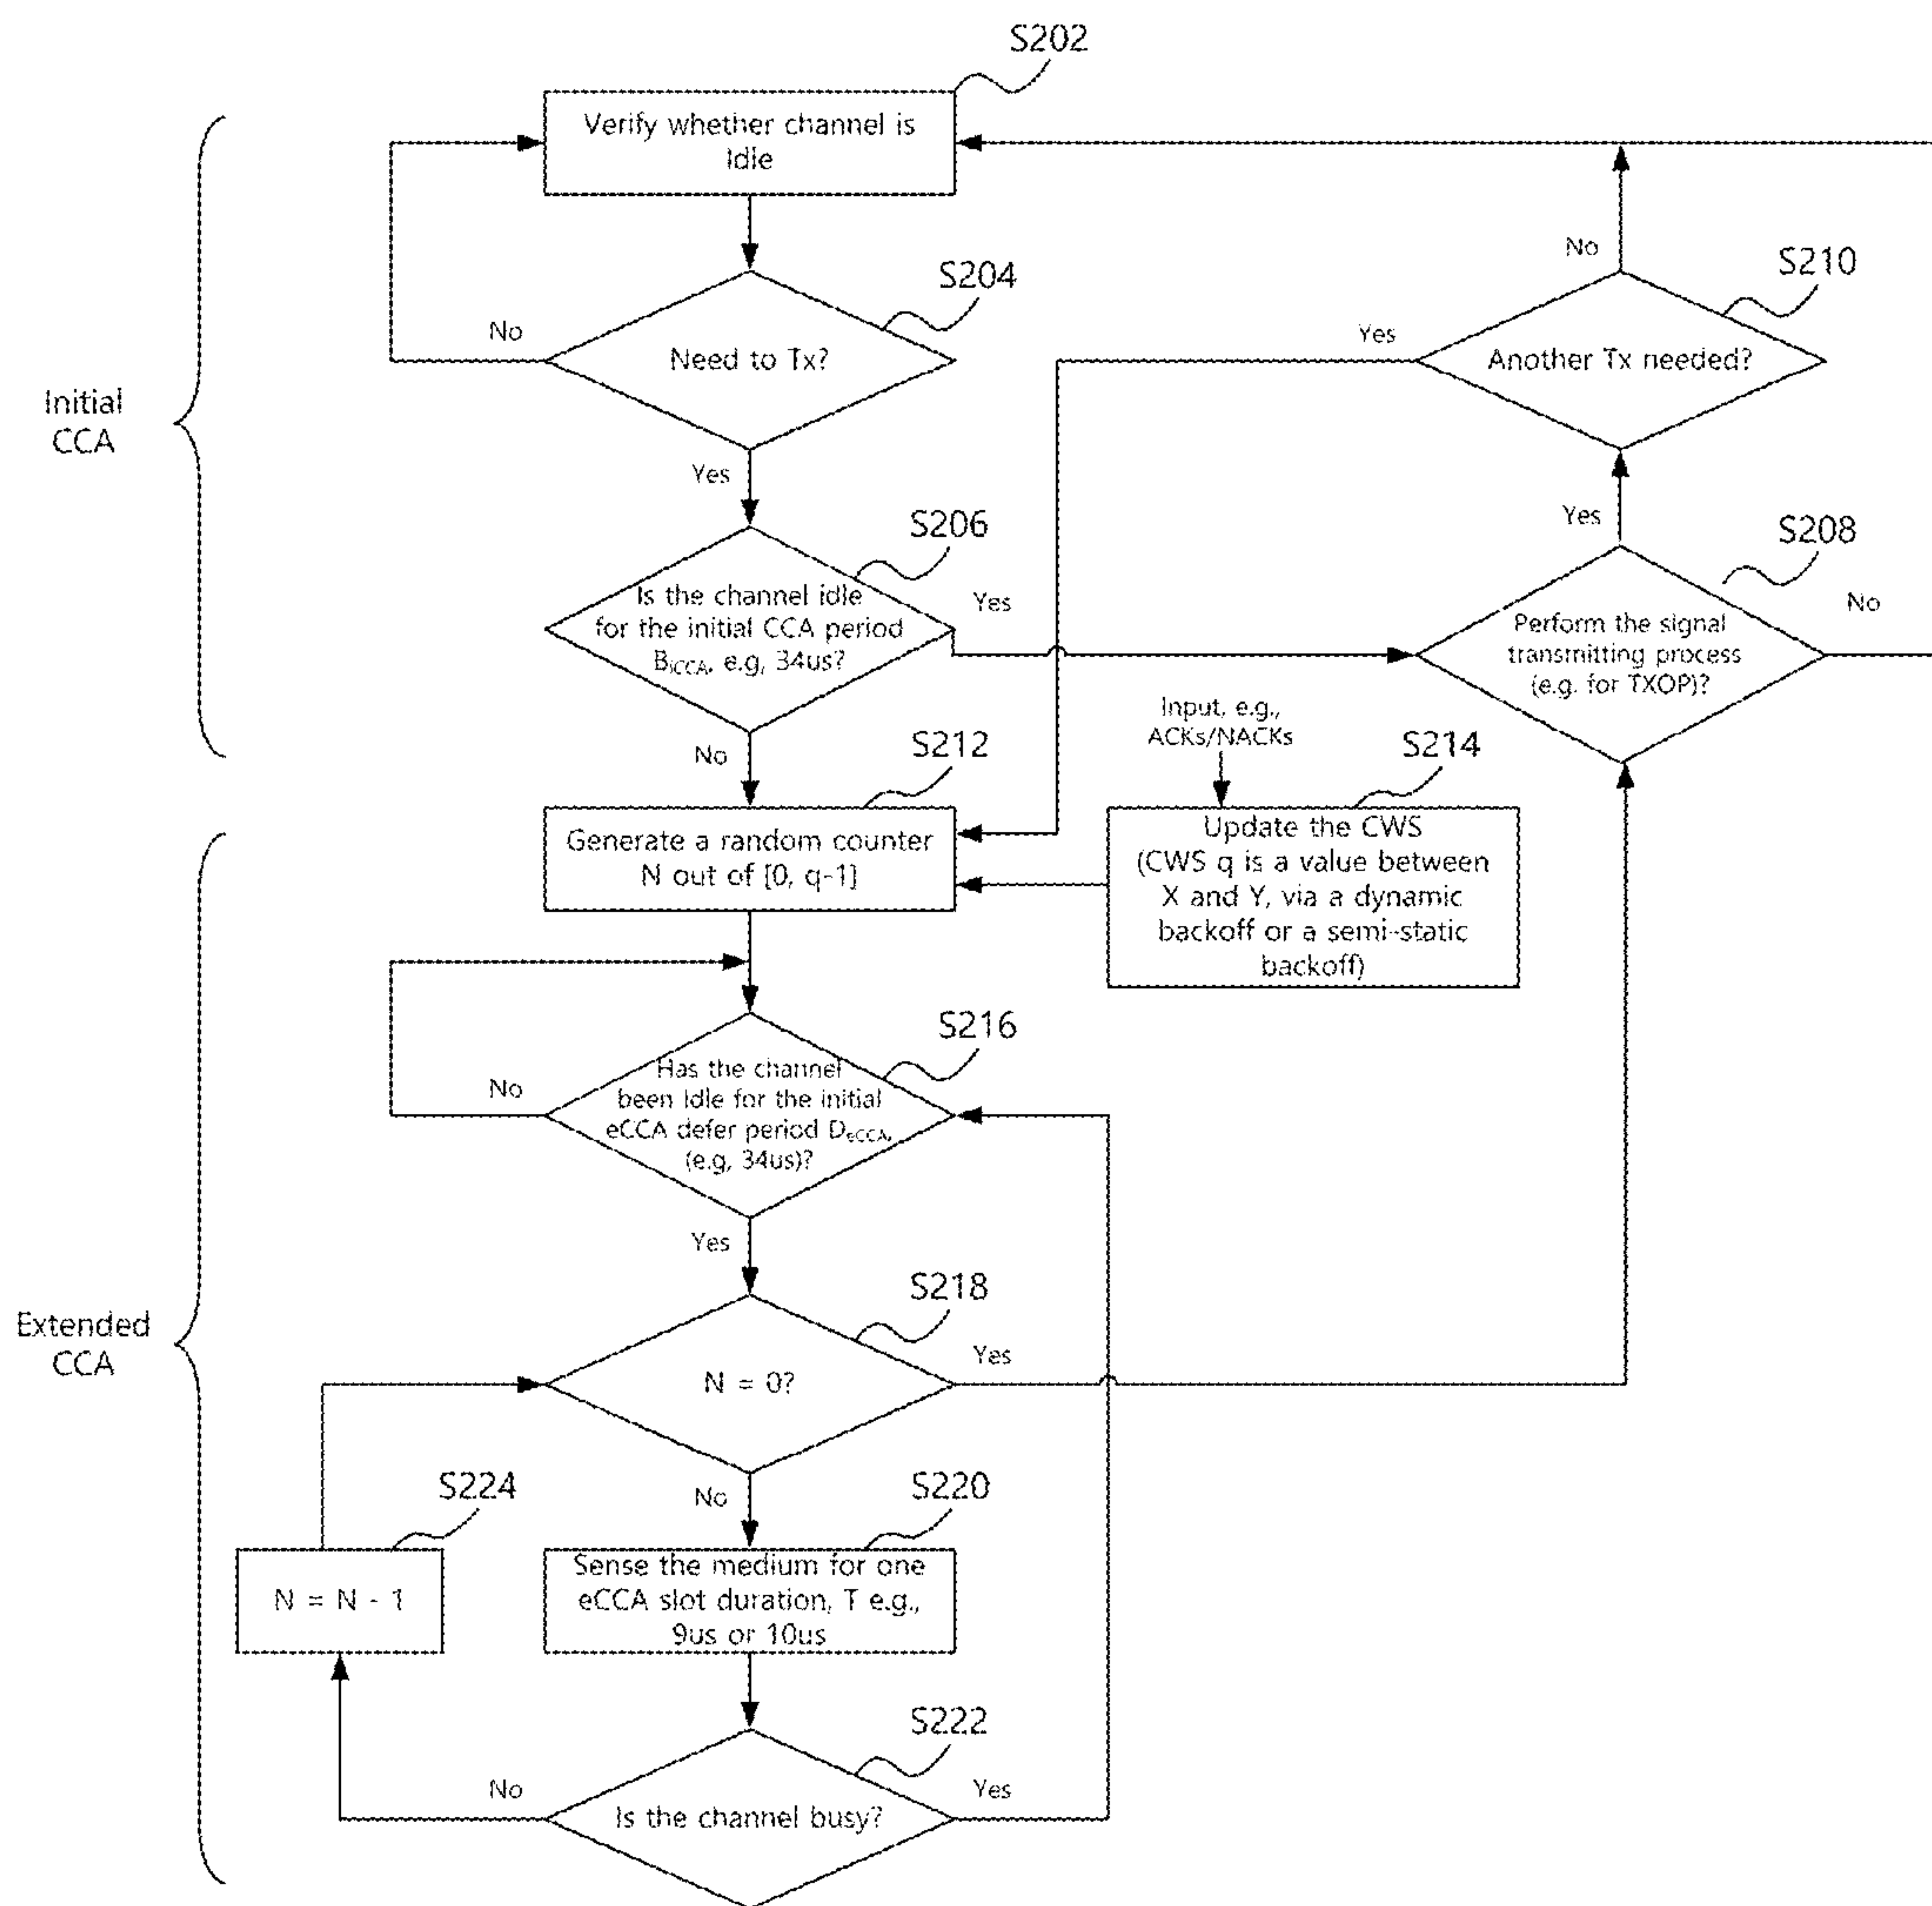 S202
Verify whether channel is
Idle
No
S210
S204
No
Yes
Need to Tx?
Another Tx needed?
Initial
CCA
Yes
Yes
S206
S208
Is the channel idle
for the initial CCA period
BiCCA, e.g, 34us?
Yes
No
Perform the signal
transmitting process
(e.g. for TXOP)?
No
S212
Input, e.g.,
ACKs/NACKs
S214
Generate a random counter
N out of [0, q-1]
Update the CWS
(CWS q is a value between
X and Y, via a dynamic
backoff or a semi-static
backoff)
S216
No
Has the channel
been Idle for the initial
eCCA defer period DeCCA,
(e.g, 34us)?
Yes
S218
Extended
CCA
N = 0?
Yes
S224
No
S220
N = N - 1
Sense the medium for one
eCCA slot duration, T e.g.,
9us or 10us
S222
No
Is the channel busy?
Yes